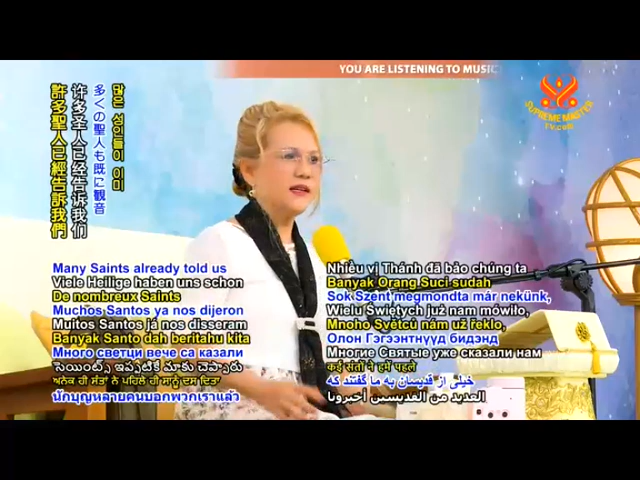 YOU ARE LISTENING TO MUSIC
SUPREME MASTER
TV.COM
많은 성인들이 이미
多くの聖人も既に観音
许多圣人已经告诉我们
許多聖人已經告訴我們
Many Saints already told us
Viele Heilige haben uns schon
De nombreux Saints
Muchos Santos ya nos dijeron
Muitos Santos já nos disseram
Banyak Santo dah beritahu kita
Много светци вече са казали
సెయింట్స్ ఇప్పటికే మాకు చెప్పారు
ਅਨੇਕ ਹੀ ਸੰਤਾਂ ਨੇ ਪਹਿਲੇ ਹੀ ਸਾਨੂੰ ਦਸ ਦਿਤਾ
นักบุญหลายคนบอกพวกเราแล้ว
Nhiều vị Thánh đã bảo chúng ta
Banyak Orang Suci sudah
Sok Szent megmondta már nekünk,
Wielu Świętych już nam mówiło,
Mnoho Světců nám už řeklo,
Олон Гэгээнтнүүд бидэнд
Многие Святые уже сказали нам
कई संतों ने हमें पहले
خیلی از قدیسان به ما گفتند که
العديد من القديسين أخبرونا